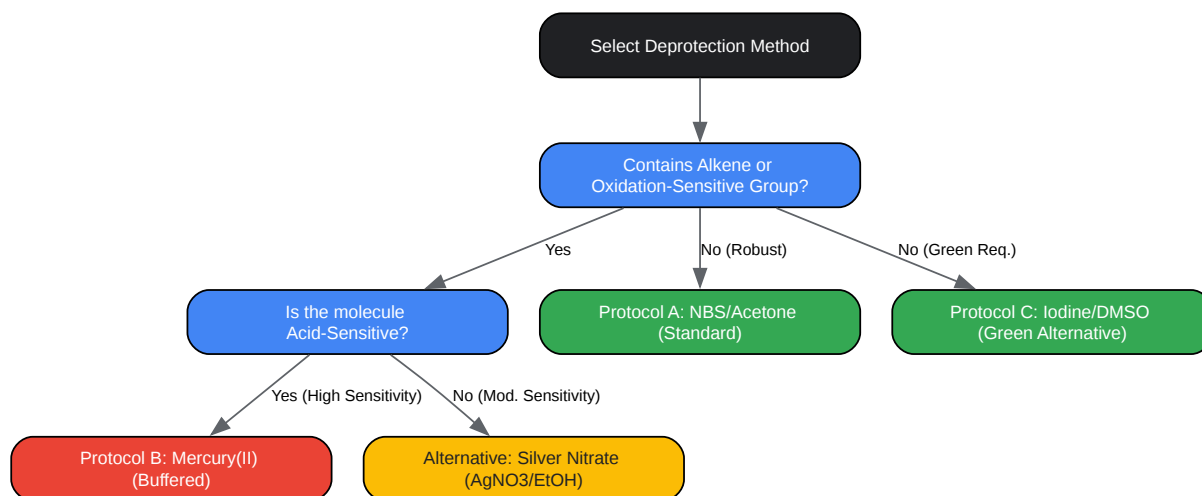 Select Deprotection Method
Contains Alkene or
Oxidation-Sensitive Group?
Yes
No (Robust)
No (Green Req.)
Is the molecule
Acid-Sensitive?
Protocol A: NBS/Acetone
(Standard)
Protocol C: Iodine/DMSO
(Green Alternative)
Yes (High Sensitivity)
No (Mod. Sensitivity)
Protocol B: Mercury(II)
(Buffered)
Alternative: Silver Nitrate
(AgNO3/EtOH)